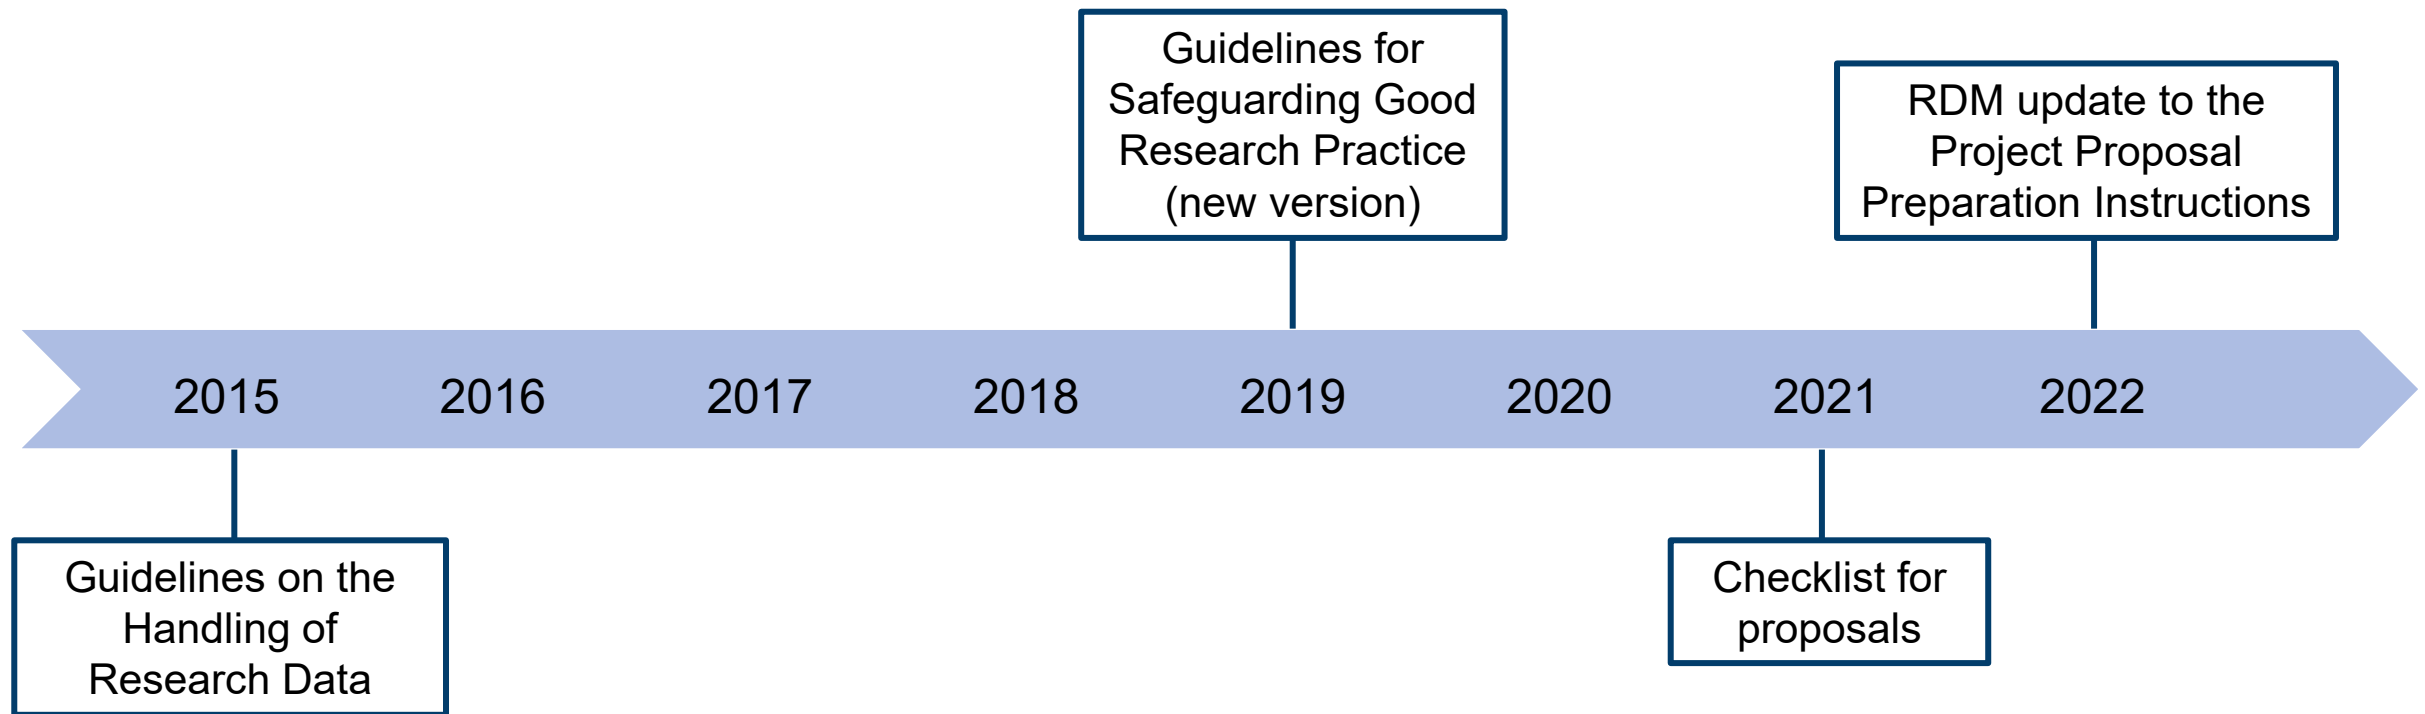 Guidelines for
Safeguarding Good
Research Practice
(new version)
RDM update to the
Project Proposal
Preparation Instructions
2015 2016 2017 2018 2019 2020 2021 2022
Guidelines on the
Handling of
Research Data
Checklist for
proposals